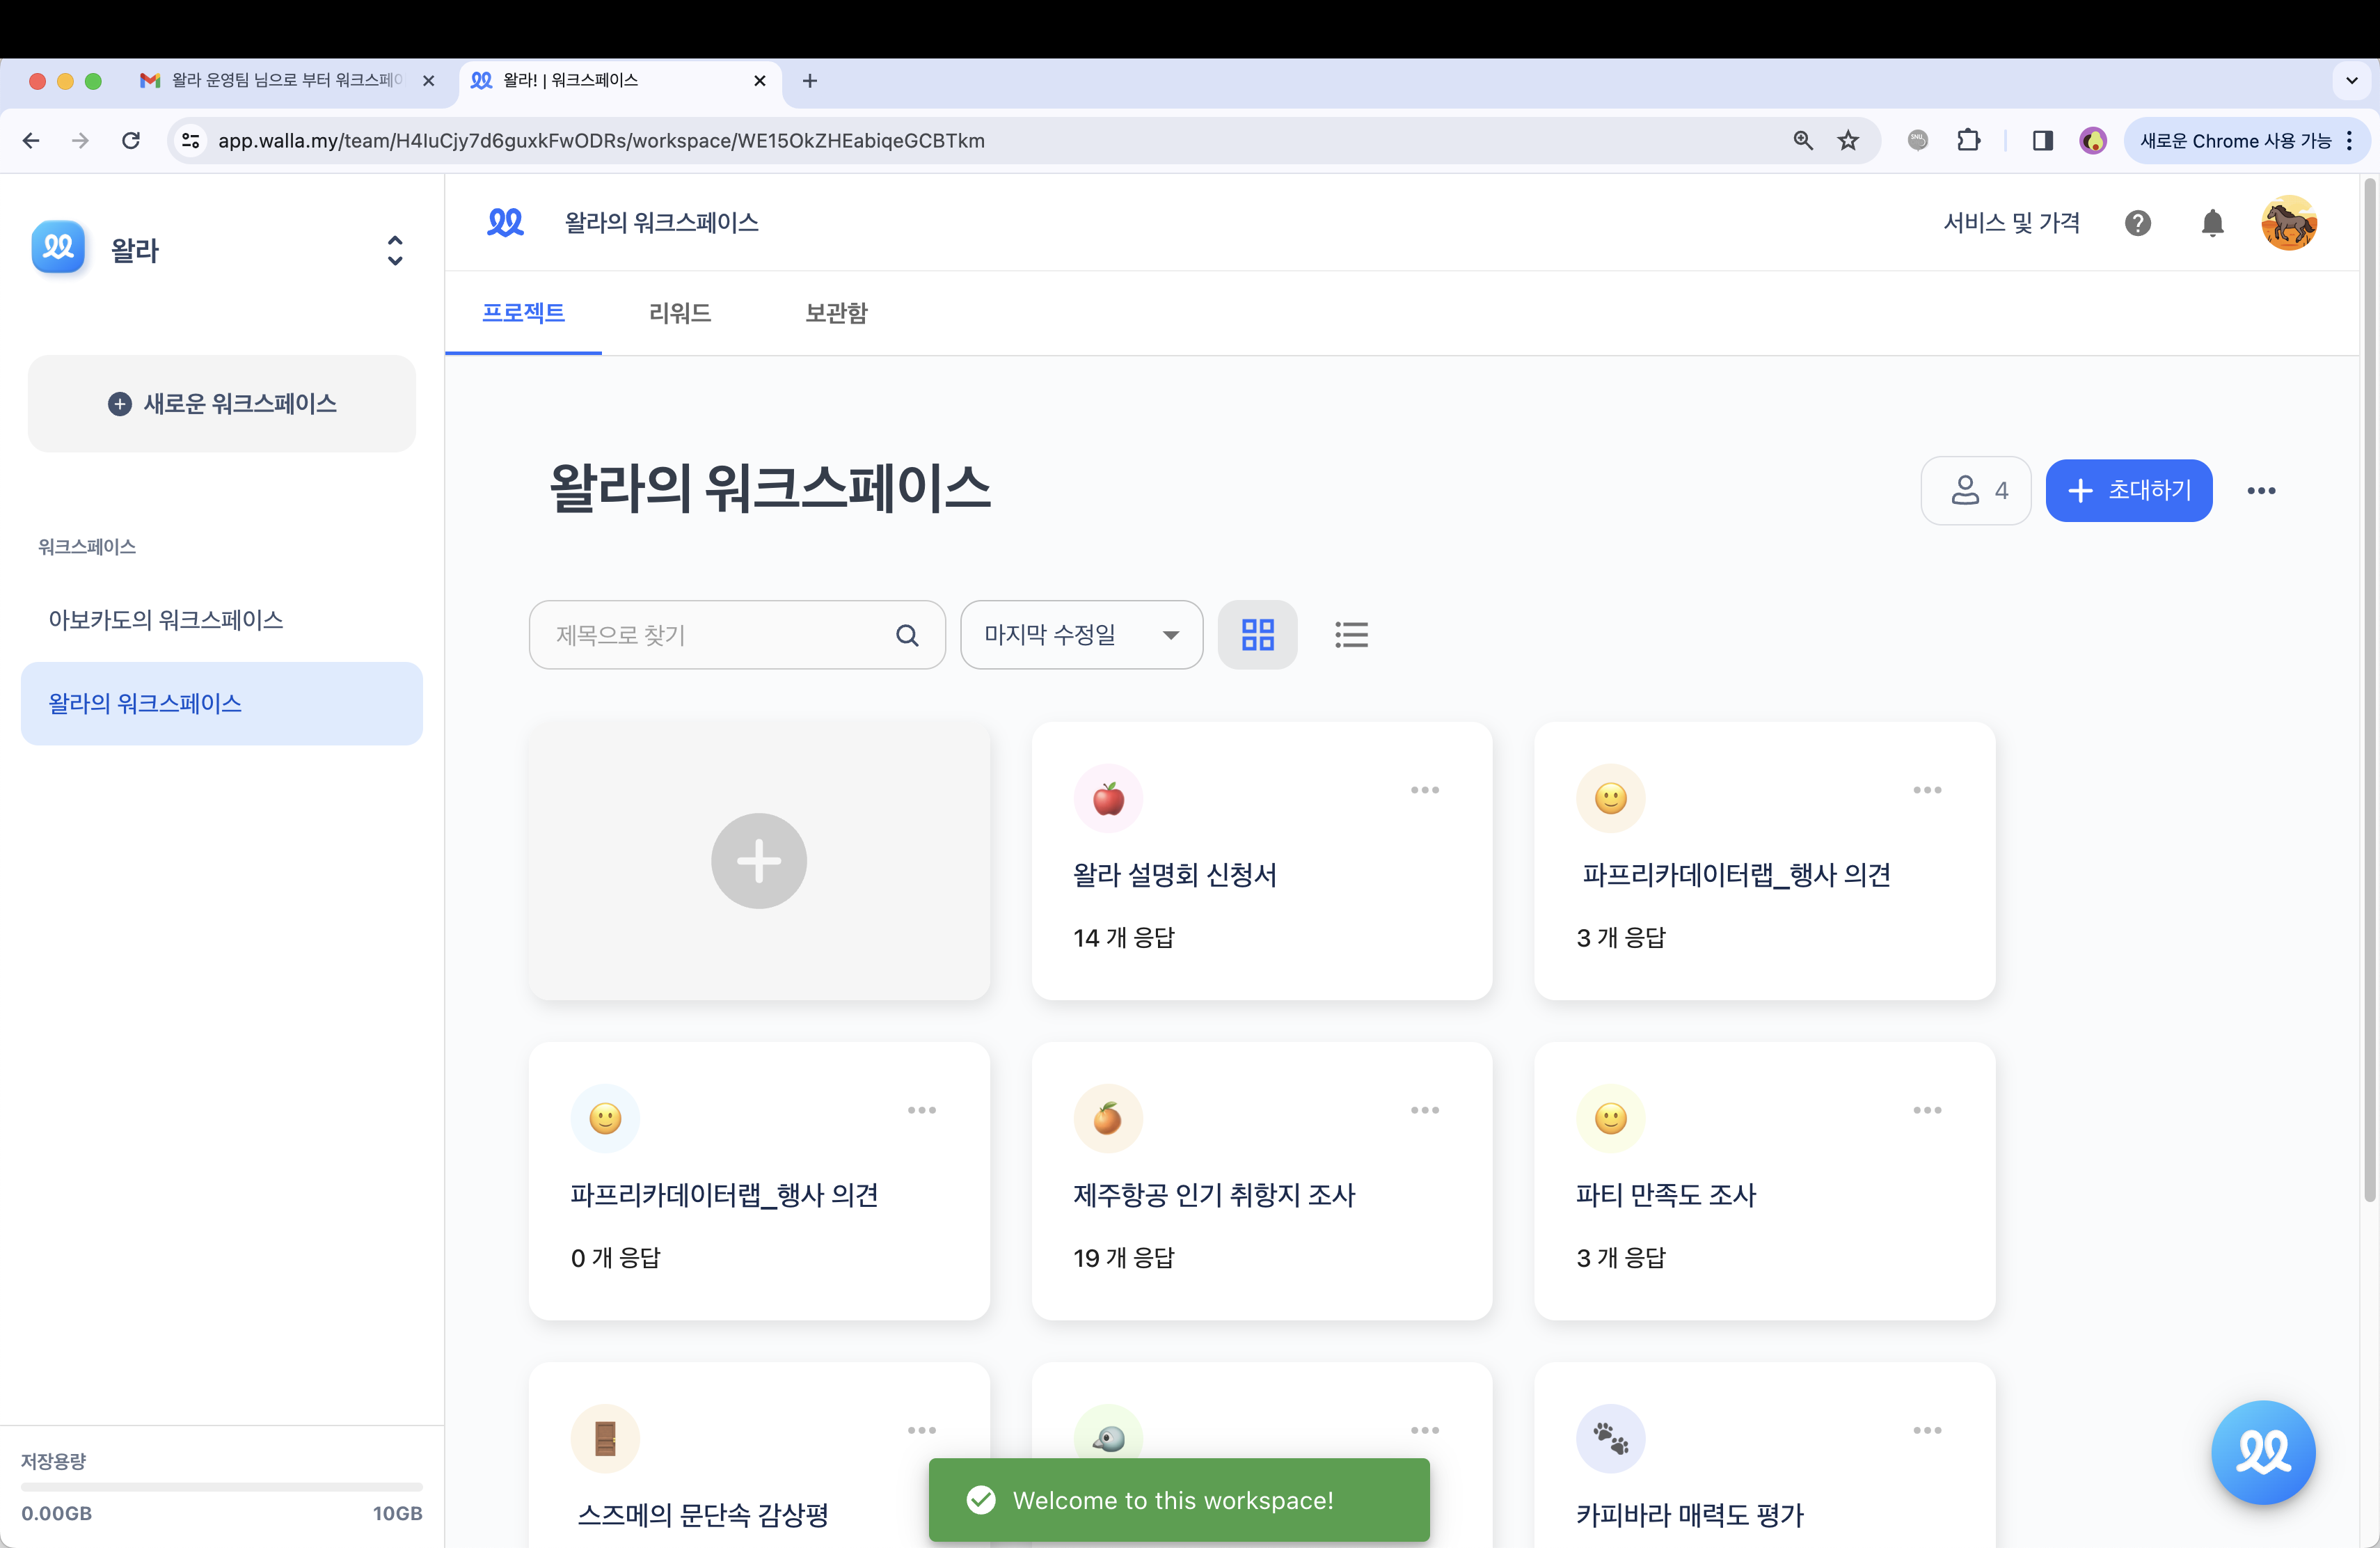 왈라 운영팀 님으로 부터 워크스페이
왈라! | 워크스페이스
app.walla.my/team/H4IuCjy7d6guxkFwODRs/workspace/WE15OkZHEabiqeGCBTkm
새로운 Chrome 사용 가능
왈라
왈라의 워크스페이스
서비스 및 가격
프로젝트
리워드
보관함
새로운 워크스페이스
왈라의 워크스페이스
4
초대하기
워크스페이스
아보카도의 워크스페이스
왈라의 워크스페이스
제목으로 찾기
마지막 수정일
왈라 설명회 신청서
14 개 응답
파프리카데이터랩_행사 의견
3 개 응답
파프리카데이터랩_행사 의견
0 개 응답
제주항공 인기 취항지 조사
19 개 응답
파티 만족도 조사
3 개 응답
스즈메의 문단속 감상평
카피바라 매력도 평가
Welcome to this workspace!
저장용량
0.00GB
10GB